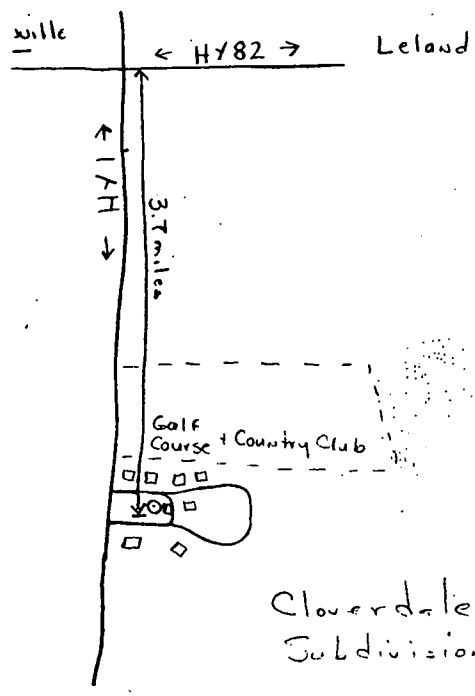 ville
← HY82 →
Leland
← HY1 →
3.7 miles
Golf
Course + Country Club
Cloverdale
Subdivision